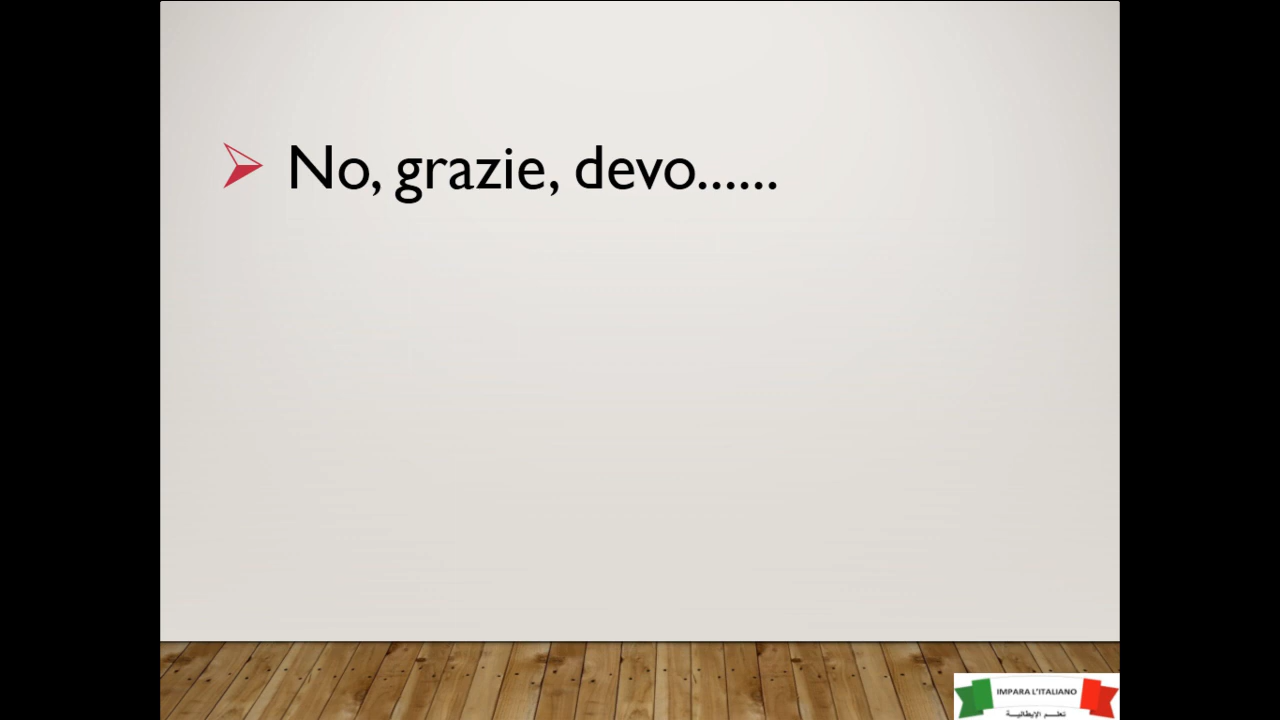 No, grazie, devo......
IMPARA L'ITALIANO
تعلم الإيطالية